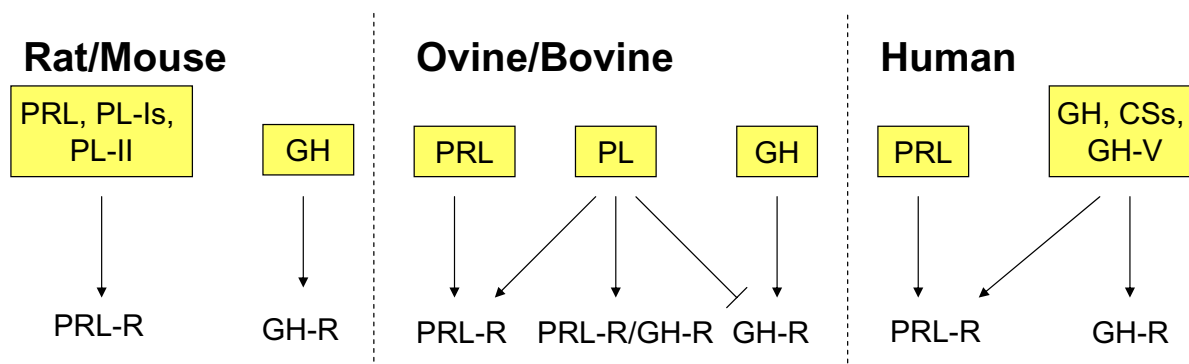 Rat/Mouse
PRL, PL-Is,
PL-II
GH
PRL-R
GH-R
Ovine/Bovine
PRL
PL
GH
PRL-R
PRL-R/GH-R
GH-R
Human
PRL
GH, CSs,
GH-V
PRL-R
GH-R